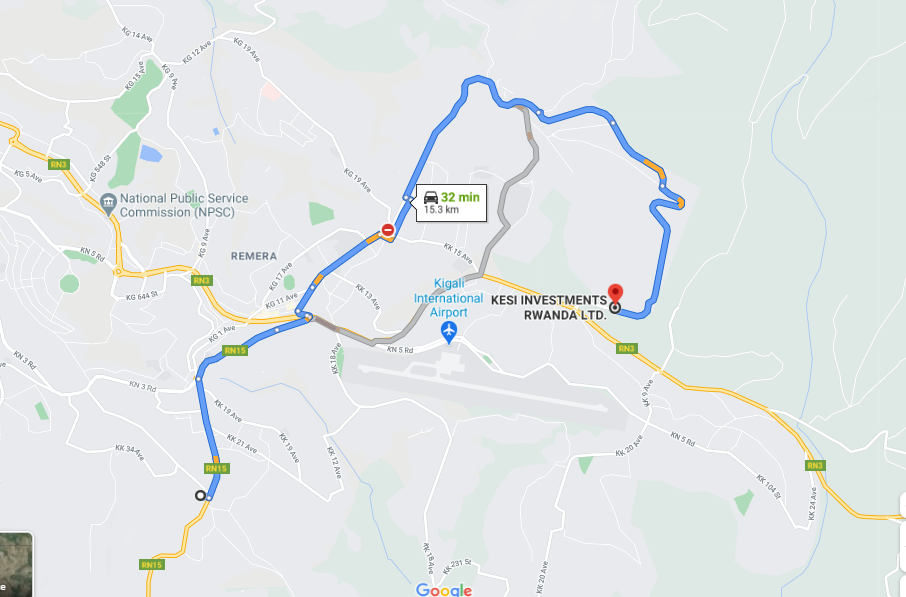 KG 14 Ave
KG 12 Ave
KG 19 Ave
KG 15 Ave
KG 9 Ave
RN3
KG 548 St
KG 5 Ave
KG 19 Ave
32 min
15.3 km
National Public Service
Commission (NPSC)
KG 9 Ave
KN 5 Rd
REMERA
KK 15 Ave
KG 17 Ave
RN3
KG 644 St
KG 11 Ave
KK 13 Ave
Kigali
International
Airport
KESI INVESTMENTS
RWANDA LTD.
KG 1 Ave
RN15
KN 5 Rd
RN3
KN 3 Rd
KK 18 Ave
KN 3 Rd
KK 9 Ave
KK 19 Ave
KK 21 Ave
KK 19 Ave
KK 12 Ave
KK 34 Ave
KN 5 Rd
KK 20 Ave
RN15
RN3
KK 104 St
KK 24 Ave
RN15
KK 18 Ave
KK 231 St
KK 20 Ave
Google
e